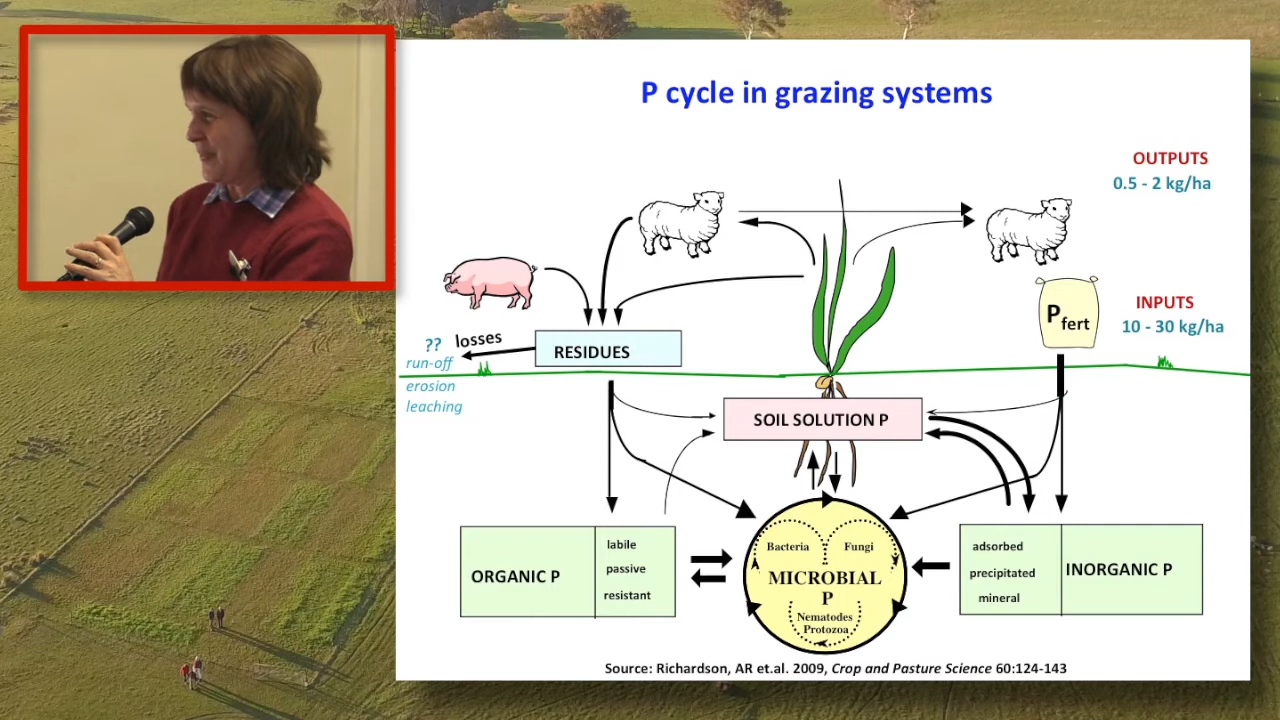 P cycle in grazing systems
OUTPUTS
0.5 - 2 kg/ha
INPUTS
10 - 30 kg/ha
P fert
?? losses
run-off
erosion
leaching
RESIDUES
SOIL SOLUTION P
ORGANIC P
labile
passive
resistant
Bacteria
Fungi
MICROBIAL
P
Nematodes
Protozoa
adsorbed
precipitated
mineral
INORGANIC P
Source: Richardson, AR et.al. 2009, Crop and Pasture Science 60:124-143